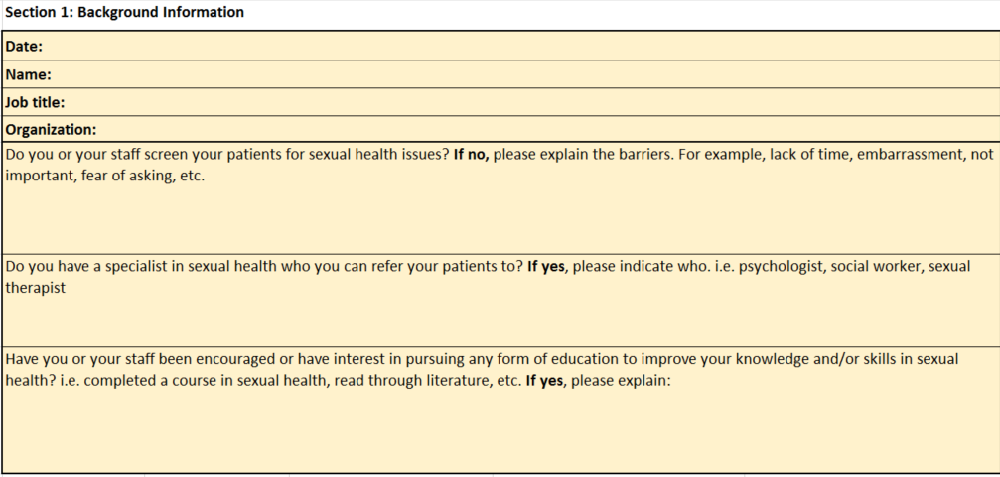 Section 1: Background Information
Date:
Name:
Job title:
Organization:
Do you or your staff screen your patients for sexual health issues? If no, please explain the barriers. For example, lack of time, embarrassment, not
important, fear of asking, etc.
Do you have a specialist in sexual health who you can refer your patients to? If yes, please indicate who. i.e. psychologist, social worker, sexual
therapist
Have you or your staff been encouraged or have interest in pursuing any form of education to improve your knowledge and/or skills in sexual
health? i.e. completed a course in sexual health, read through literature, etc. If yes, please explain: